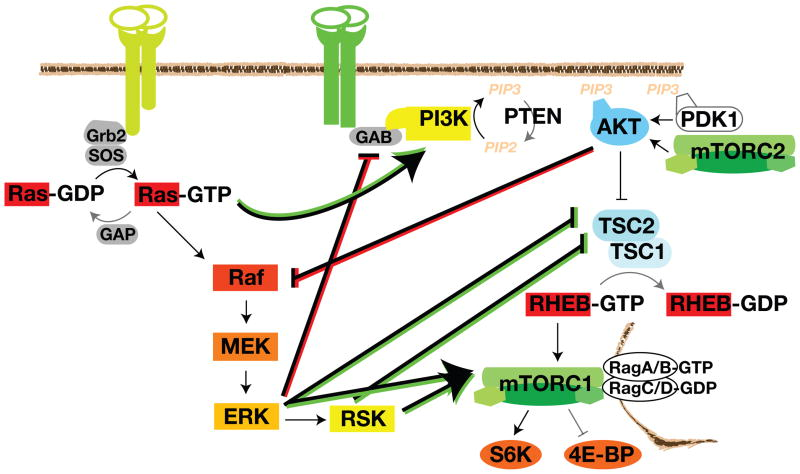 PIP3
PIP3
PIP3
Grb2
SOS
GAB
PI3K
PTEN
PIP2
AKT
PDK1
mTORC2
Ras-GDP
Ras-GTP
GAP
TSC2
TSC1
Raf
RHEB-GTP
RHEB-GDP
MEK
mTORC1
RagA/B-GTP
RagC/D-GDP
ERK
RSK
S6K
4E-BP